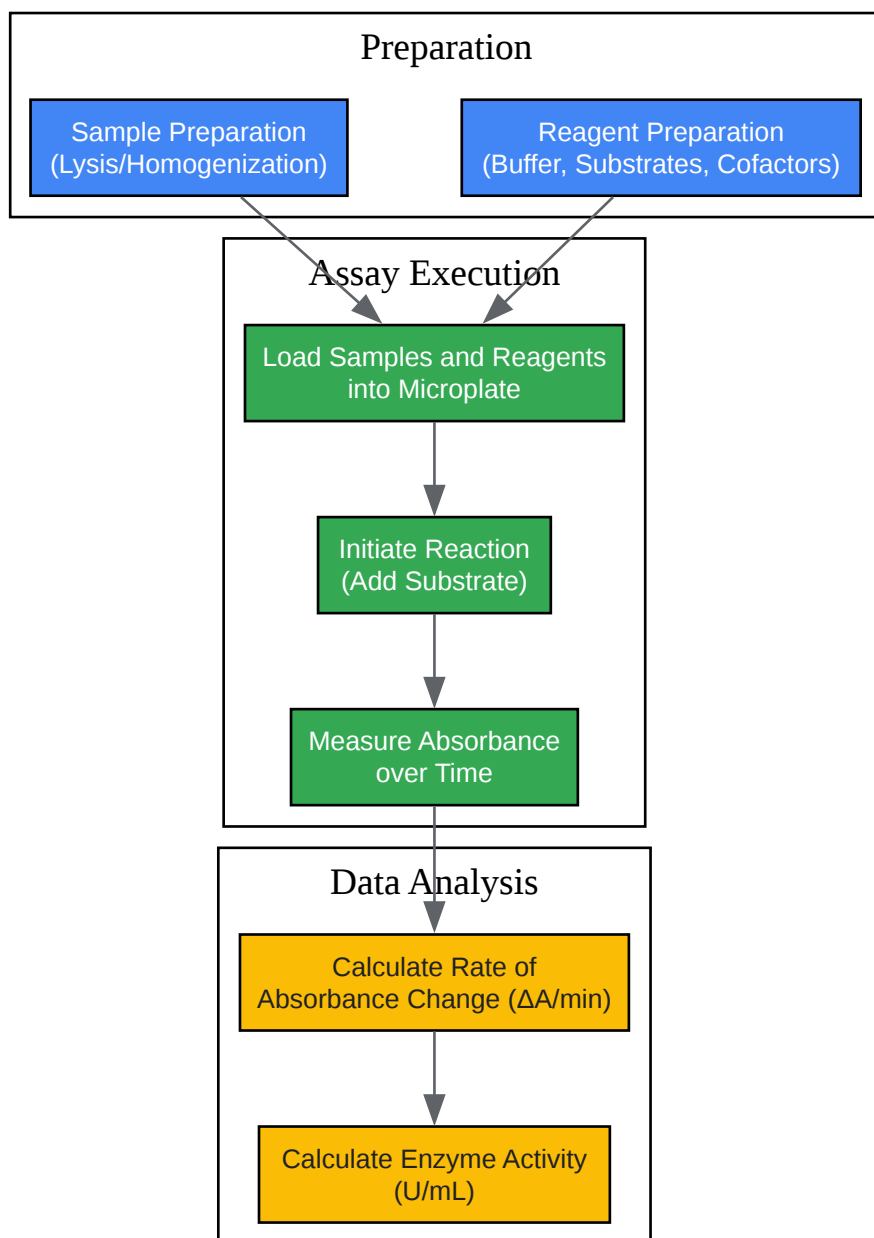 Preparation
Sample Preparation
(Lysis/Homogenization)
Reagent Preparation
(Buffer, Substrates, Cofactors)
Assay Execution
Load Samples and Reagents
into Microplate
Initiate Reaction
(Add Substrate)
Measure Absorbance
over Time
Data Analysis
Calculate Rate of
Absorbance Change (ΔA/min)
Calculate Enzyme Activity
(U/mL)